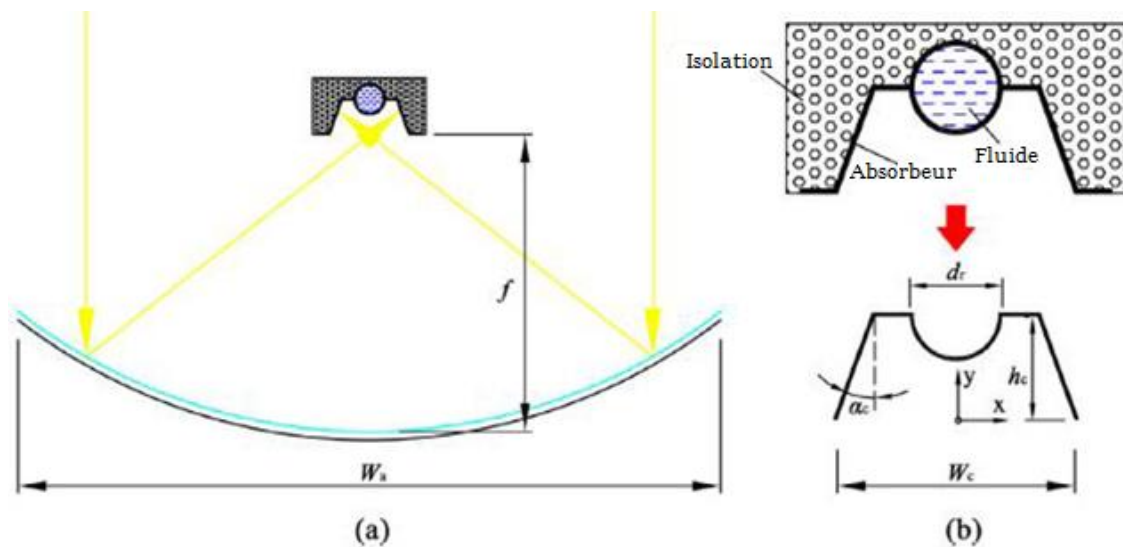 Isolation
Fluide
Absorbeur
f
dr
hc
y
x
αc
Wa
Wc
(a)
(b)